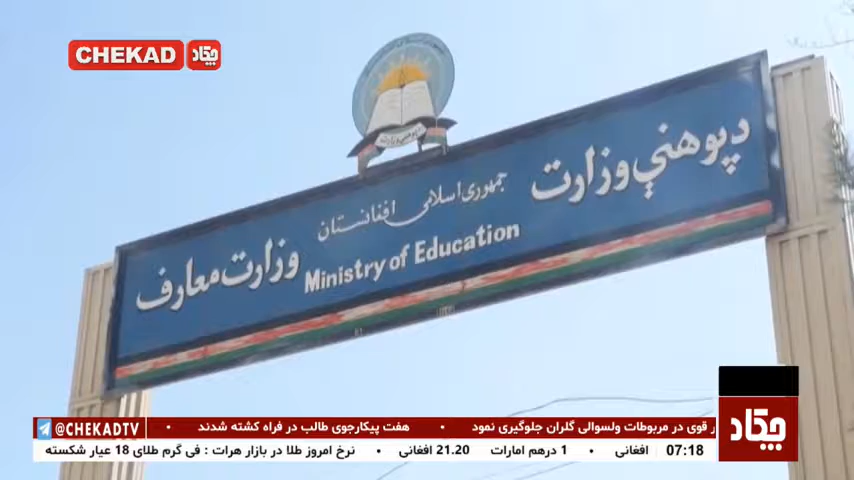 CHEKAD چکاد
پوهنې وزارت
د پوهنې وزارت
جمهوری اسلامی افغانستان
وزارت معارف
Ministry of Education
قوی در مربوطات ولسوالی گلران جلوگیری نمود • هفت پیکارجوی طالب در فراه کشته شدند •
@CHEKADTV
07:18 افغانی • 1 درهم امارات 21.20 افغانی • نرخ امروز طلا در بازار هرات : فی گرم طلای 18 عیار شکسته
چکاد